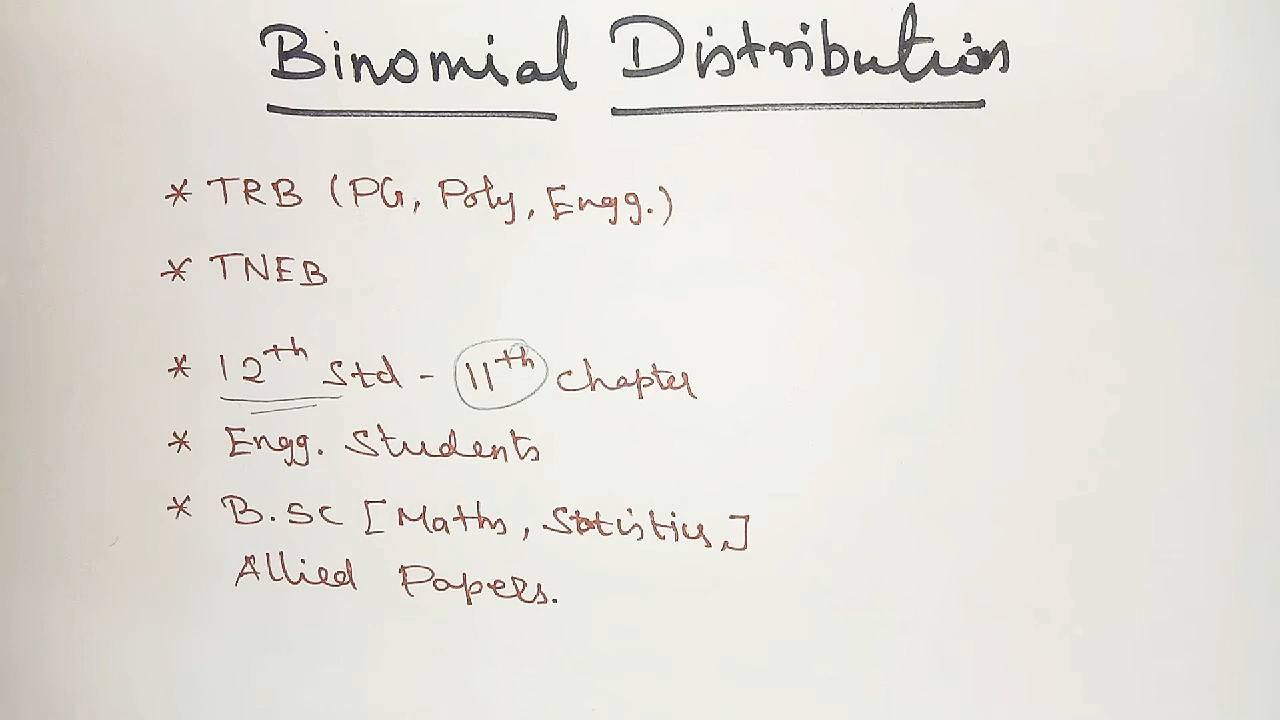 Binomial Distribution
* TRB (PG, Poly, Engg.)
* TNEB
* 12th Std - 11th chapter
* Engg. Students
* B.Sc [Maths, Statistics,]
Allied Papers.